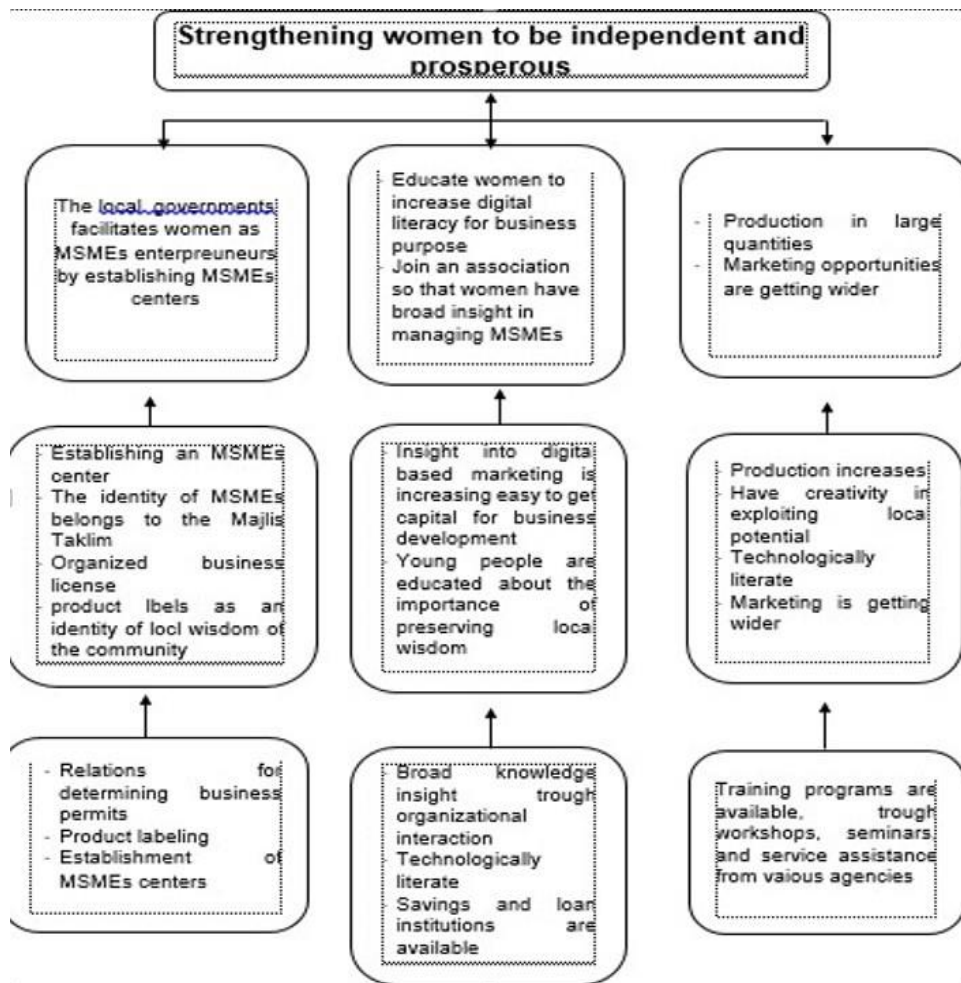 Strengthening women to be independent and
prosperous
The local governments
facilitates women as
MSMEs enterpreuneurs
by establishing MSMEs
centers
- Educate women to
increase digital
literacy for business
purpose
- Join an association
so that women have
broad insight in
managing MSMEs
- Production in large
quantities
- Marketing opportunities
are getting wider
- Establishing an MSMEs
center
- The identity of MSMEs
belongs to the Majlis
Taklim
- Organized business
license
- product lbels as an
identity of locl wisdom of
the community
- Insight into digital
based marketing is
increasing easy to get
capital for business
development
- Young people are
educated about the
importance of
preserving local
wisdom
- Production increases
- Have creativity in
exploiting local
potential
- Technologically
literate
- Marketing is getting
wider
- Relations for
determining business
permits
- Product labeling
- Establishment of
MSMEs centers
- Broad knowledge
insight trough
organizational
interaction
- Technologically
literate
- Savings and loan
institutions are
available
Training programs are
available, trough
workshops, seminars,
and service assistance
from vaious agencies